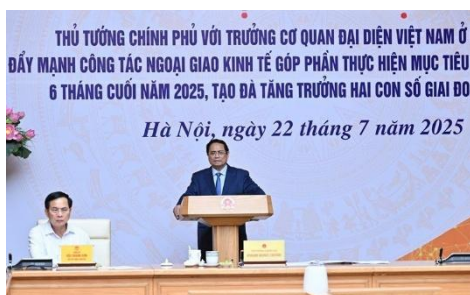 THỦ TƯỚNG CHÍNH PHỦ VỚI TRƯỞNG CƠ QUAN ĐẠI DIỆN VIỆT NAM Ở
ĐẨY MẠNH CÔNG TÁC NGOẠI GIAO KINH TẾ GÓP PHẦN THỰC HIỆN MỤC TIÊU
6 THÁNG CUỐI NĂM 2025, TẠO ĐÀ TĂNG TRƯỞNG HAI CON SỐ GIAI ĐO
Hà Nội, ngày 22 tháng 7 năm 2025